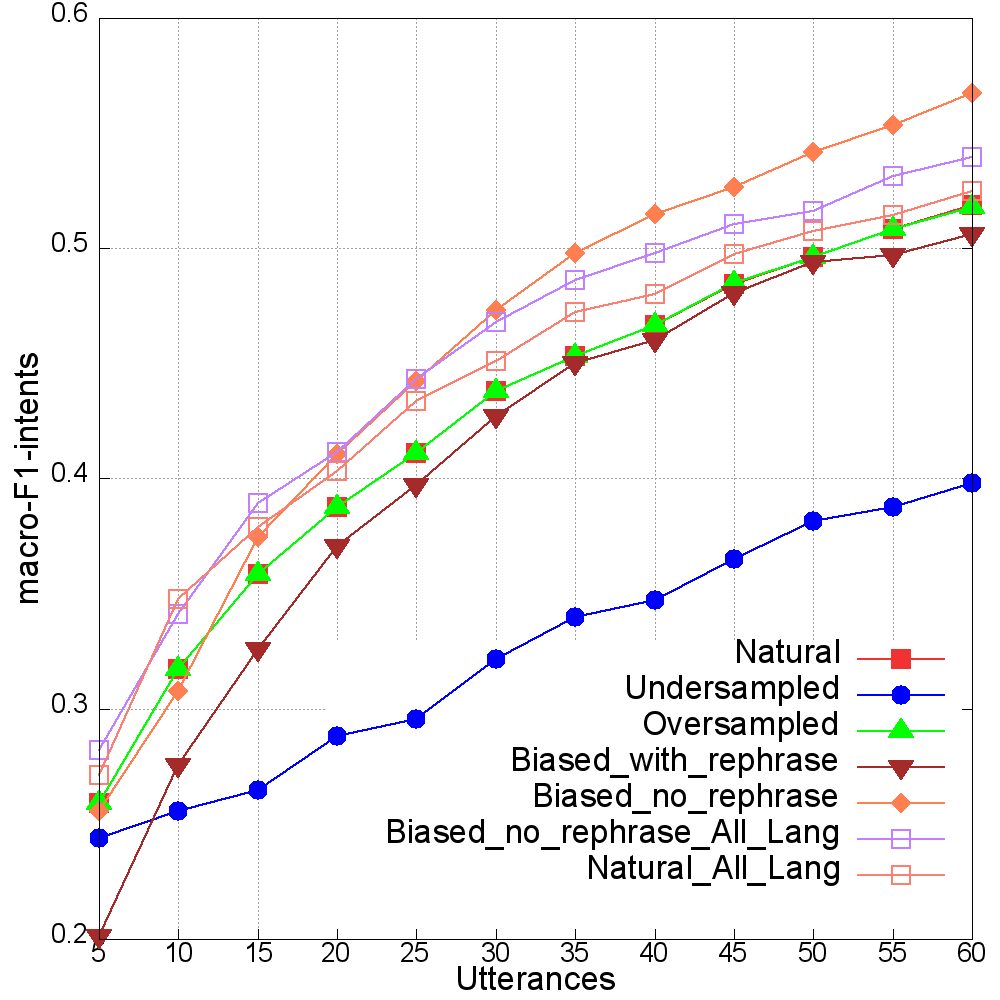 0.6
0.5
0.4
0.3
0.2
macro-F1-intents
Natural
Undersampled
Oversampled
Biased_with_rephrase
Biased_no_rephrase
Biased_no_rephrase_All_Lang
Natural_All_Lang
5 10 15 20 25 30 35 40 45 50 55 60
Utterances